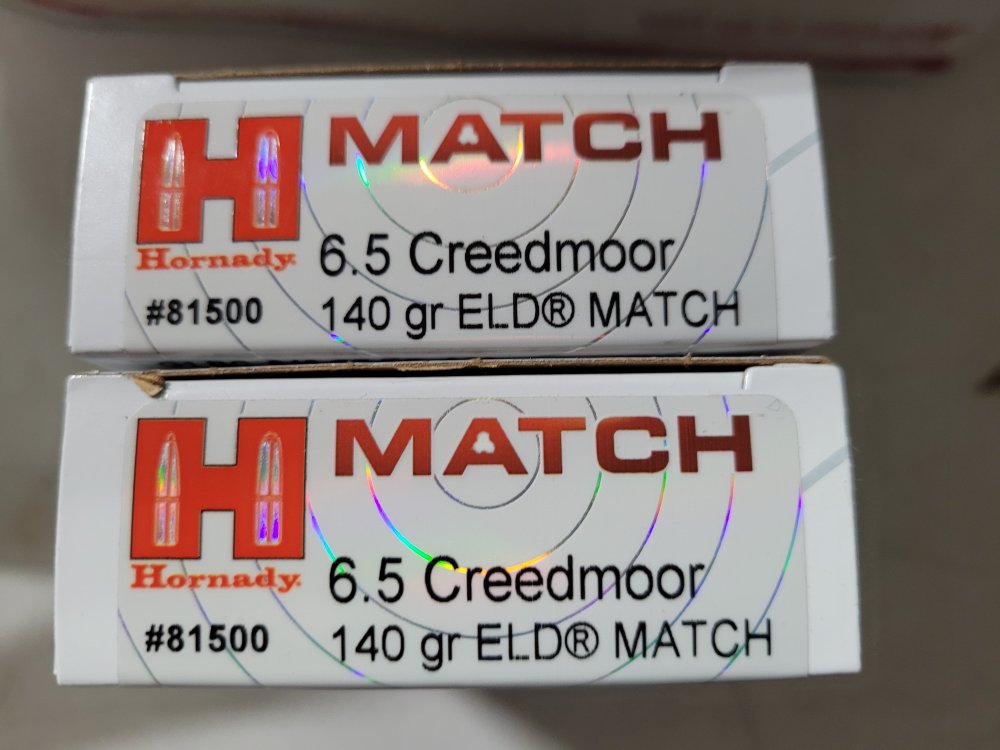 MATCH
Hornady
6.5 Creedmoor
#81500
140 gr ELD® MATCH
MATCH
Hornady
6.5 Creedmoor
#81500
140 gr ELD® MATCH